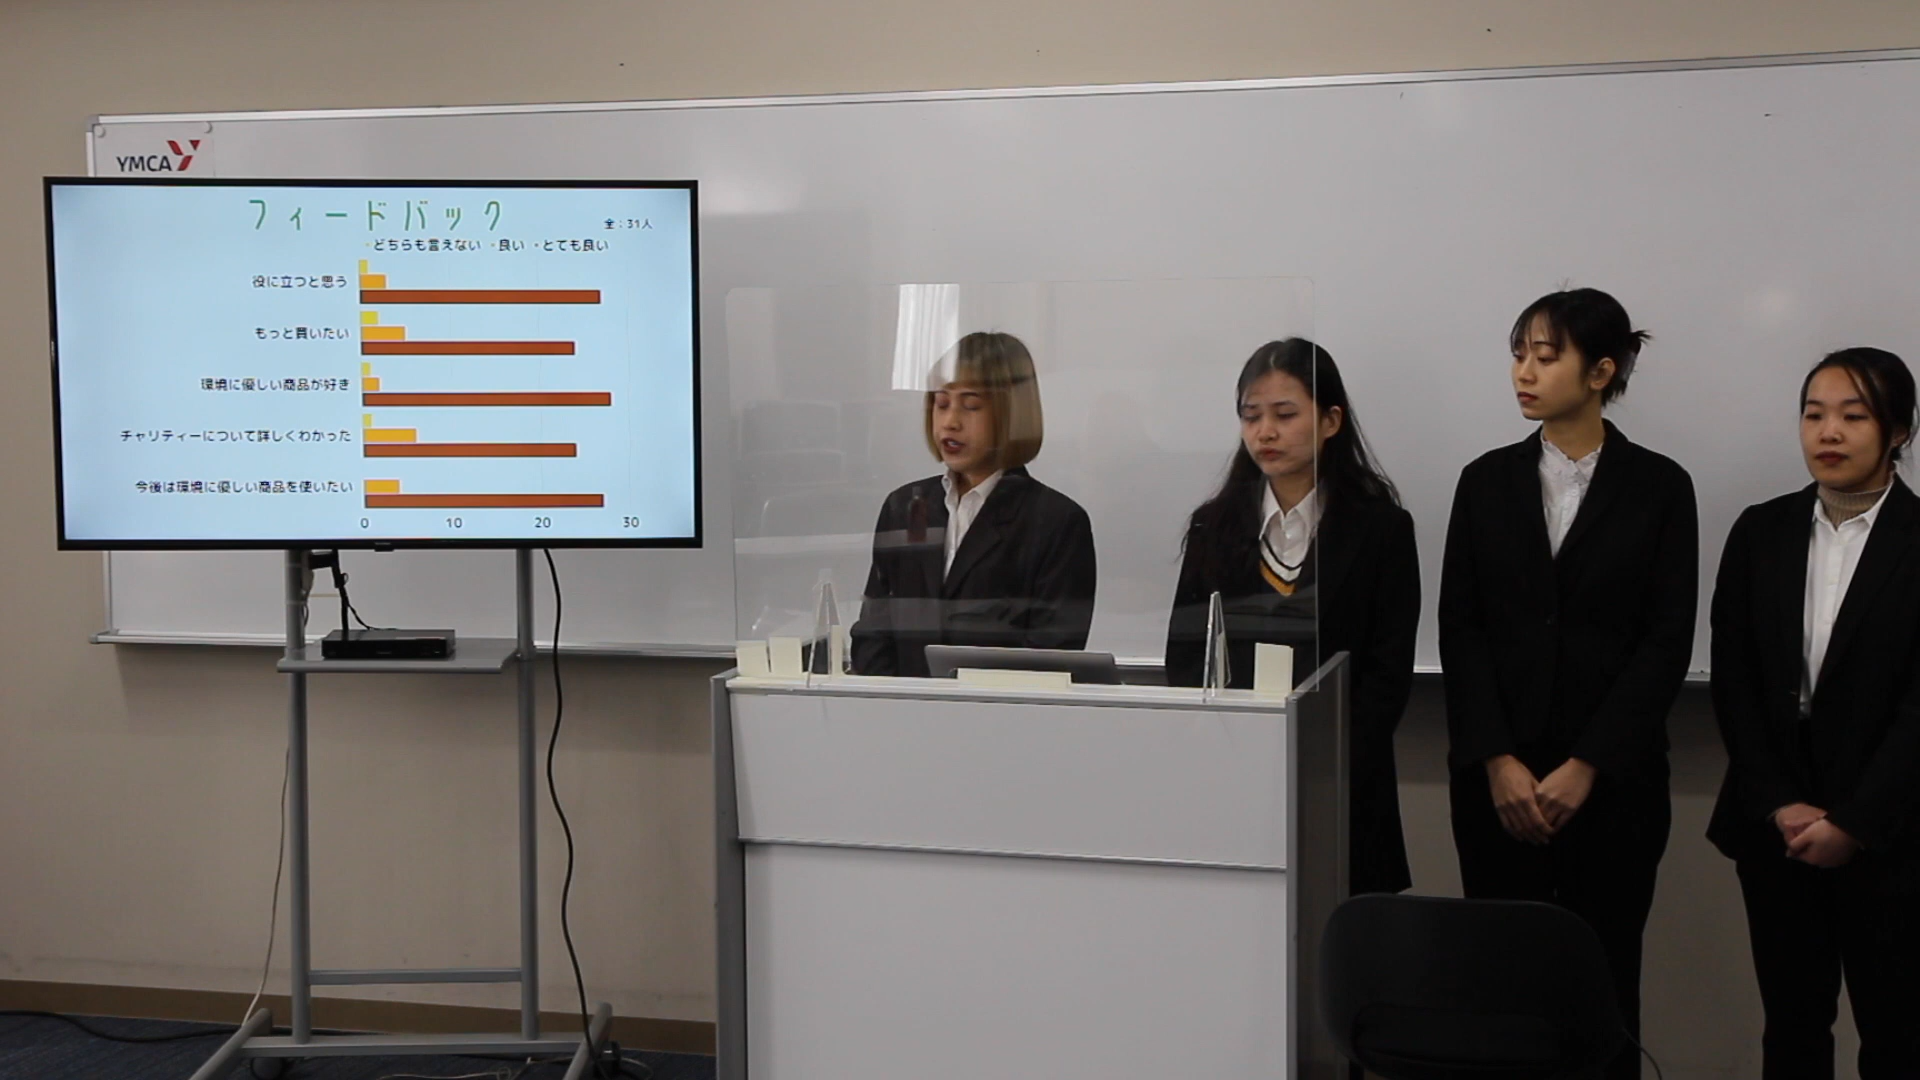 YMCA
フィードバック
全:31人
どちらも言えない 良い とても良い
役に立つと思う
もっと買いたい
環境に優しい商品が好き
チャリティーについて詳しくわかった
今後は環境に優しい商品を使いたい
0 10 20 30